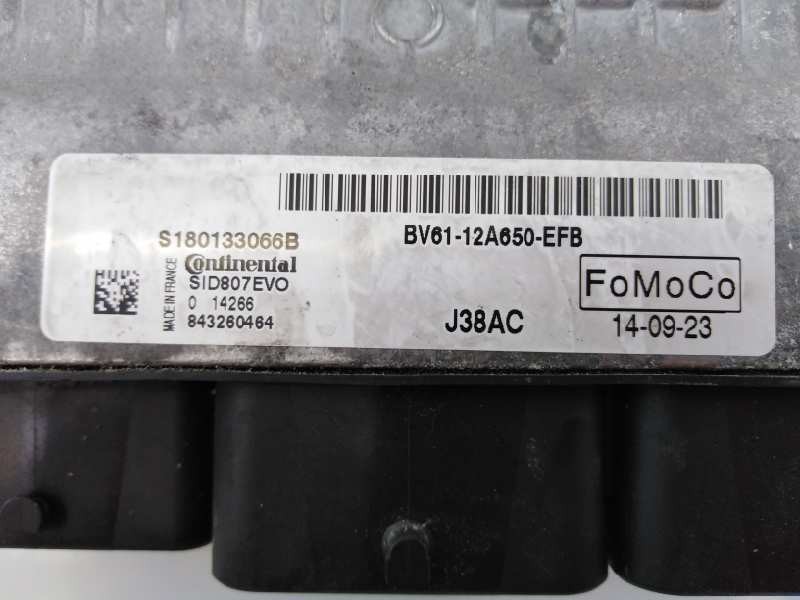 S180133066B
Continental
SID807EVO
0 14266
843260464
MADE IN FRANCE
BV61-12A650-EFB
J38AC
FoMoCo
14-09-23